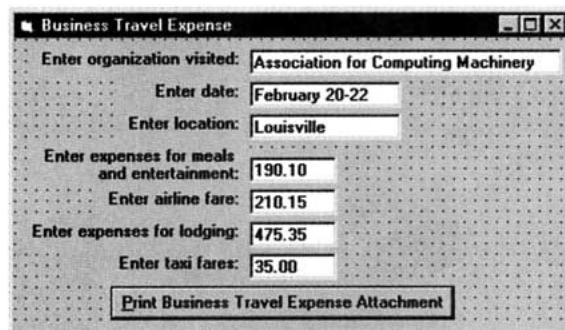 Business Travel Expense
Enter organization visited: Association for Computing Machinery
Enter date: February 20-22
Enter location: Louisville
Enter expenses for meals
and entertainment: 190.10
Enter airline fare: 210.15
Enter expenses for lodging: 475.35
Enter taxi fares: 35.00
Print Business Travel Expense Attachment